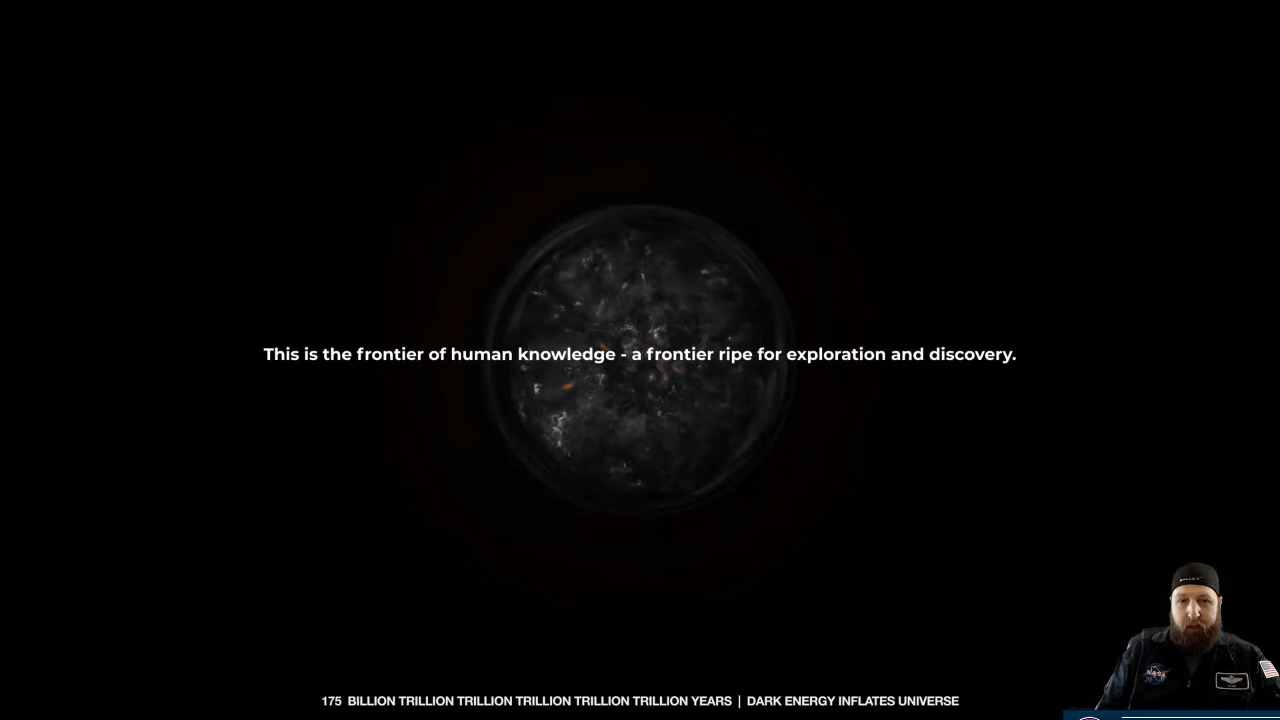 This is the frontier of human knowledge - a frontier ripe for exploration and discovery.
NASA
175 BILLION TRILLION TRILLION TRILLION TRILLION TRILLION YEARS | DARK ENERGY INFLATES UNIVERSE